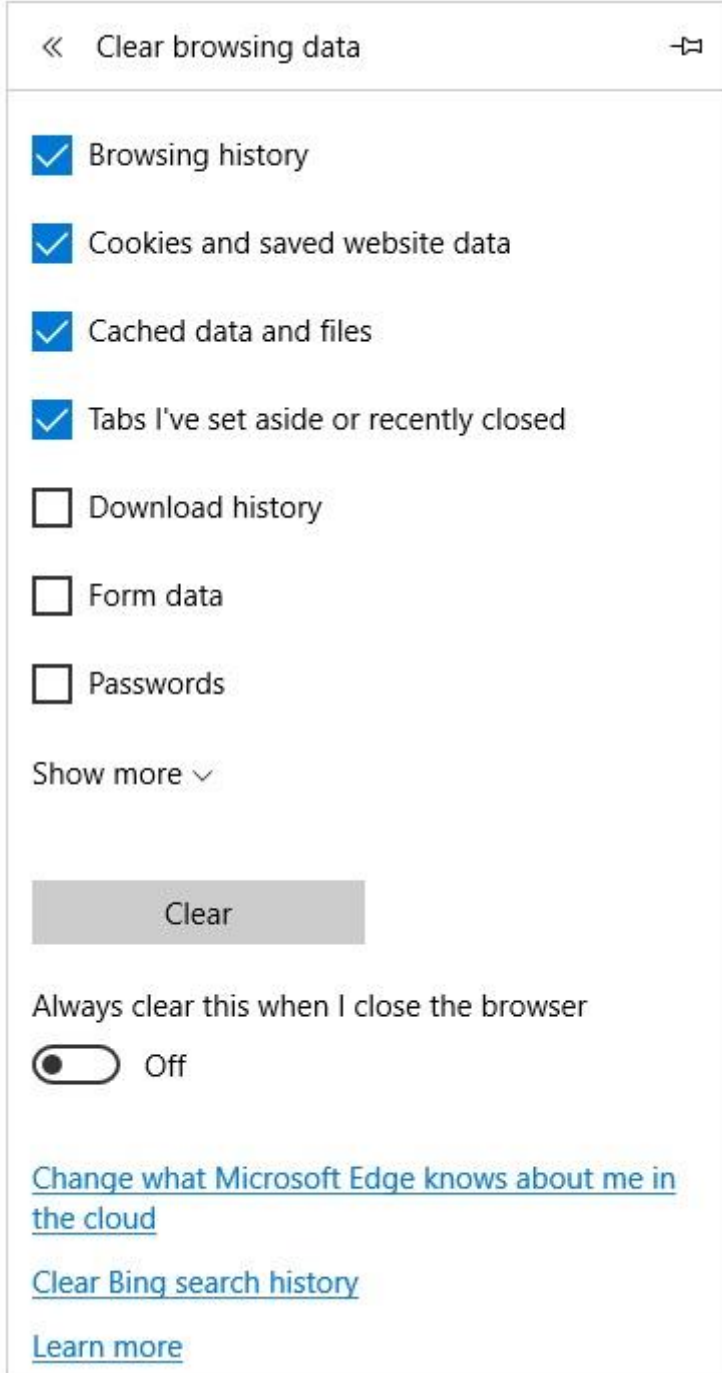 Clear browsing data
Browsing history
Cookies and saved website data
Cached data and files
Tabs I've set aside or recently closed
Download history
Form data
Passwords
Show more
Clear
Always clear this when I close the browser
Off
Change what Microsoft Edge knows about me in
the cloud
Clear Bing search history
Learn more